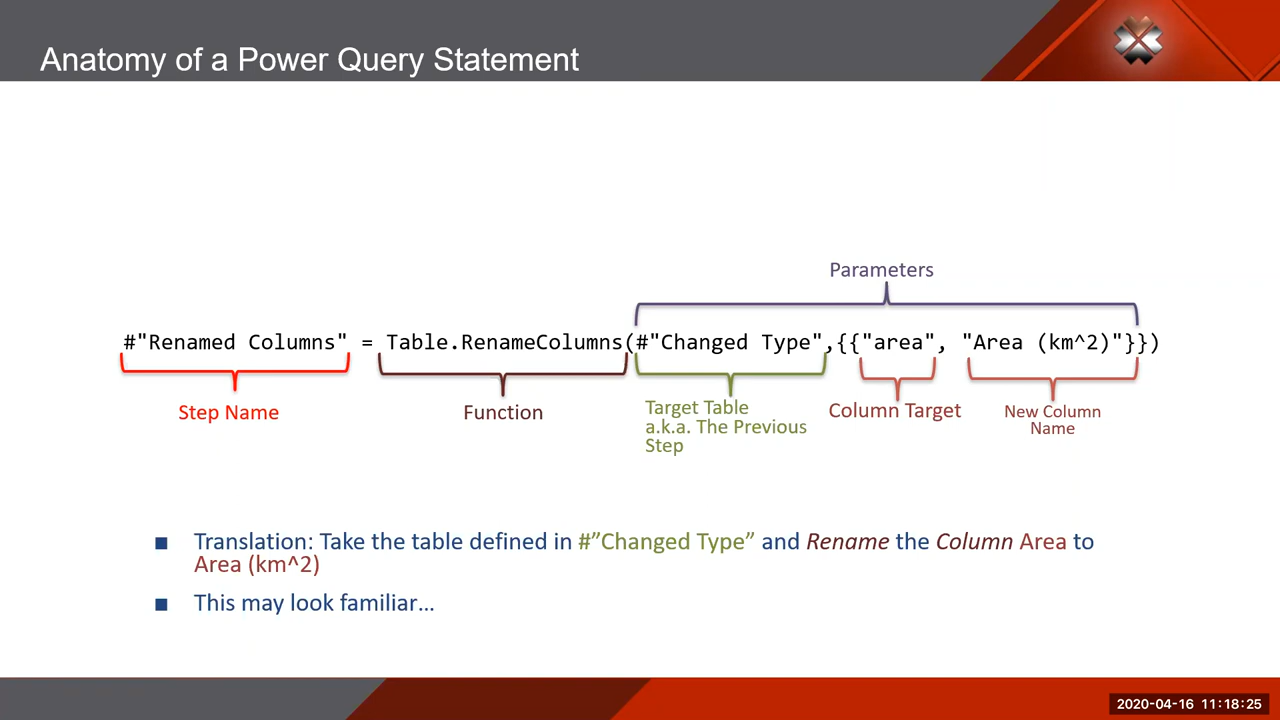 Anatomy of a Power Query Statement
Parameters
#"Renamed Columns" = Table.RenameColumns(#"Changed Type",{{"area", "Area (km^2)"}})
Step Name
Function
Target Table
a.k.a. The Previous
Step
Column Target
New Column
Name
■ Translation: Take the table defined in #”Changed Type” and Rename the Column Area to
Area (km^2)
■ This may look familiar…
2020-04-16 11:18:25